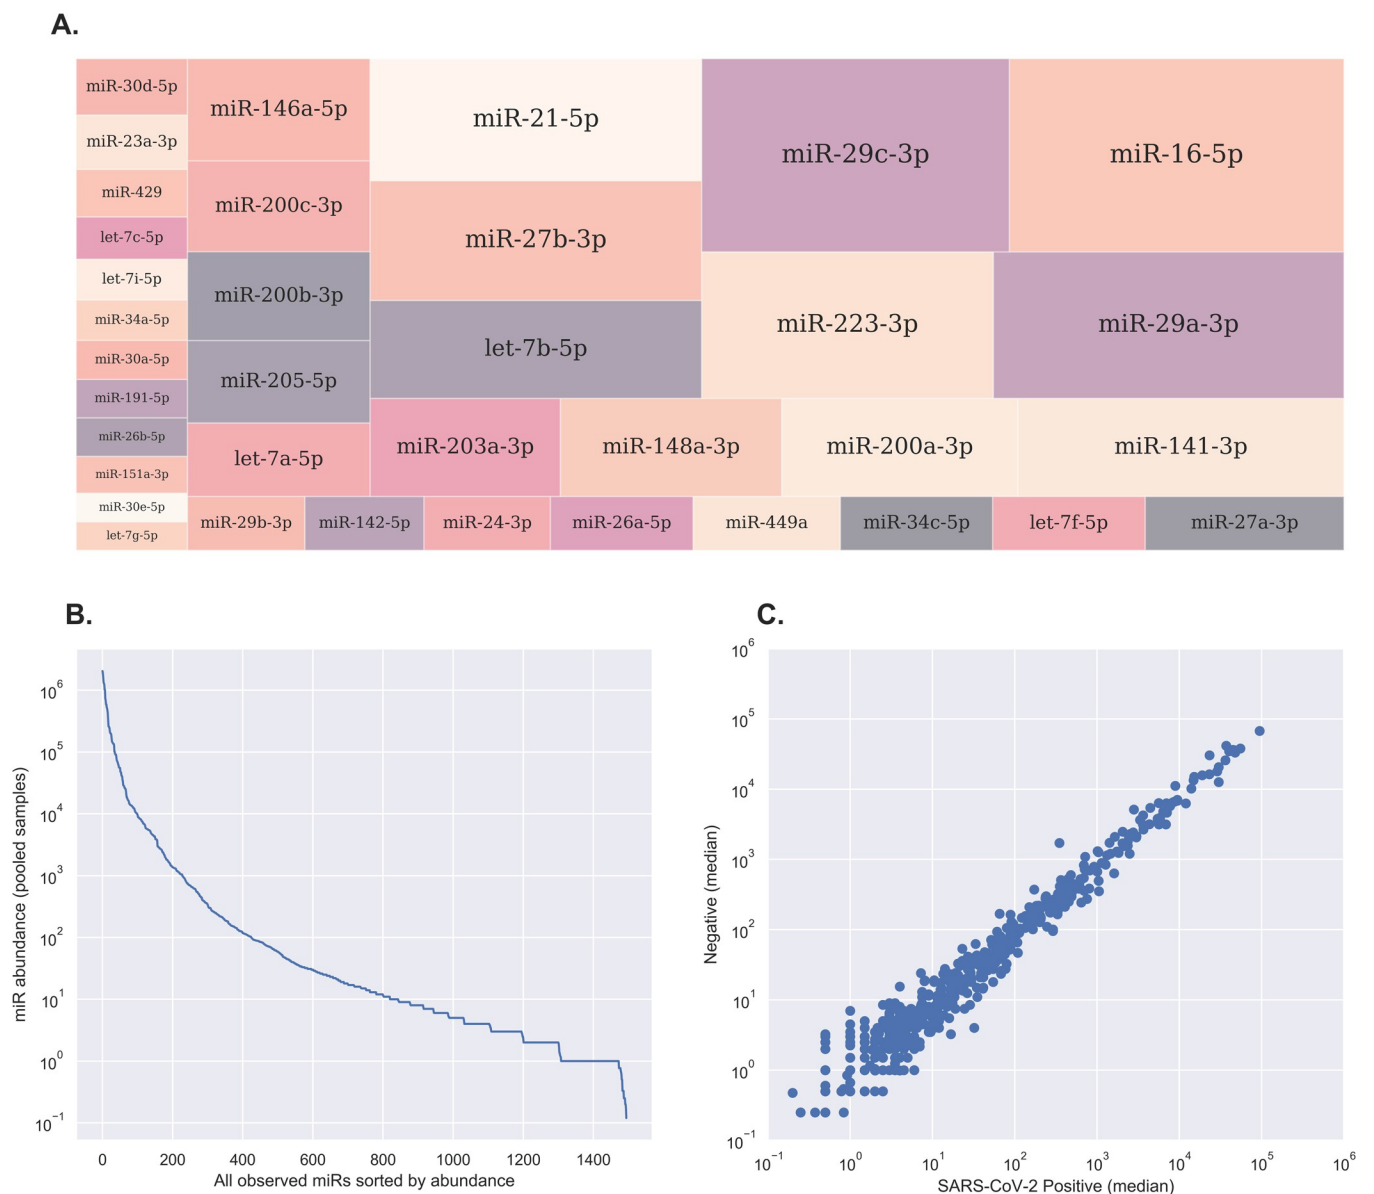 A.
miR-30d-5p
miR-23a-3p
miR-429
let-7c-5p
let-7i-5p
miR-34a-5p
miR-30a-5p
miR-191-5p
miR-26b-5p
miR-151a-3p
miR-30e-5p
let-7g-5p
miR-146a-5p
miR-200c-3p
miR-200b-3p
miR-205-5p
let-7a-5p
miR-21-5p
miR-27b-3p
let-7b-5p
miR-29c-3p
miR-16-5p
miR-223-3p
miR-29a-3p
miR-203a-3p
miR-148a-3p
miR-200a-3p
miR-141-3p
miR-29b-3p
miR-142-5p
miR-24-3p
miR-26a-5p
miR-449a
miR-34c-5p
let-7f-5p
miR-27a-3p
B.
miR abundance (pooled samples)
10^6
10^5
10^4
10^3
10^2
10^1
10^0
10^−1
0 200 400 600 800 1000 1200 1400
All observed miRs sorted by abundance
C.
Negative (median)
10^6
10^5
10^4
10^3
10^2
10^1
10^0
10^−1
10^−1 10^0 10^1 10^2 10^3 10^4 10^5 10^6
SARS-CoV-2 Positive (median)